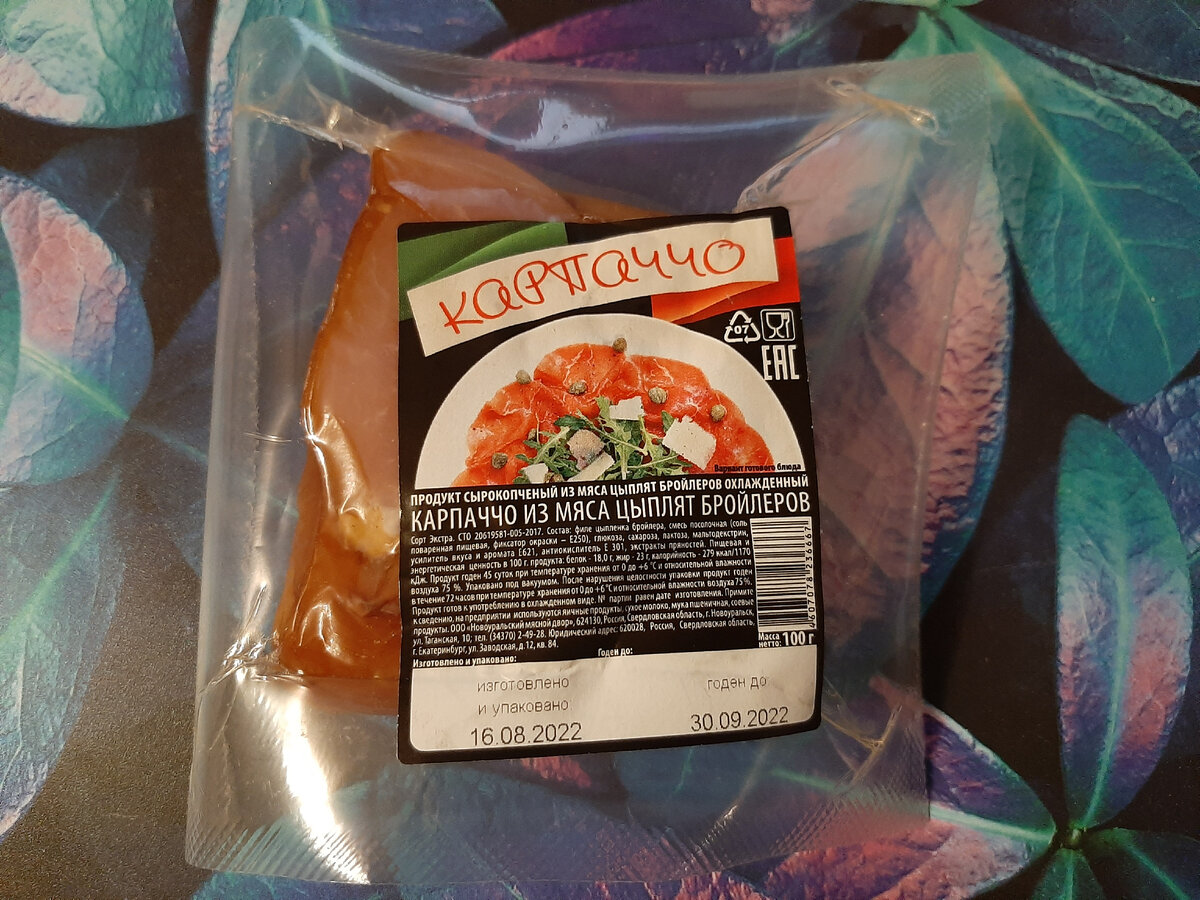 КАРПАЧЧО
07
EAC
Вариант готового блюда
ПРОДУКТ СЫРОКОПЧЕНЫЙ ИЗ МЯСА ЦЫПЛЯТ БРОЙЛЕРОВ ОХЛАЖДЕННЫЙ
КАРПАЧЧО ИЗ МЯСА ЦЫПЛЯТ БРОЙЛЕРОВ
Сорт Экстра. СТО 20619581-005-2017. Состав: филе цыпленка бройлера, смесь посолочная (соль
поваренная пищевая, фиксатор окраски – Е250), глюкоза, сахароза, лактоза, мальтодекстрин,
усилитель вкуса и аромата Е621, антиокислитель Е 301, экстракты пряностей. Пищевая и
энергетическая ценность в 100 г. продукта: белок - 18,0 г, жир - 23 г, калорийность - 279 ккал/1170
кДж. Продукт годен 45 суток при температуре хранения от 0 до +6 °С и относительной влажности
воздуха 75 %. Упаковано под вакуумом. После нарушения целостности упаковки продукт годен
в течение 72 часов при температуре хранения от 0 до +6 °С и относительной влажности воздуха 75%.
Продукт готов к употреблению в охлажденном виде. № партии равен дате изготовления. Примите
к сведению, на предприятии используются яичные продукты, сухое молоко, мука пшеничная, соевые
продукты. ООО «Новоуральский мясной двор», 624130, Россия, Свердловская область, г. Новоуральск,
ул. Таганская, 10; тел. (34370) 2-49-28. Юридический адрес: 620028, Россия, Свердловская область,
г. Екатеринбург, ул. Заводская, д.12, кв. 84.
4607078123666 7
Масса
нетто: 100 г
Изготовлено и упаковано:
Годен до:
изготовлено
и упаковано:
16.08.2022
годен до
30.09.2022